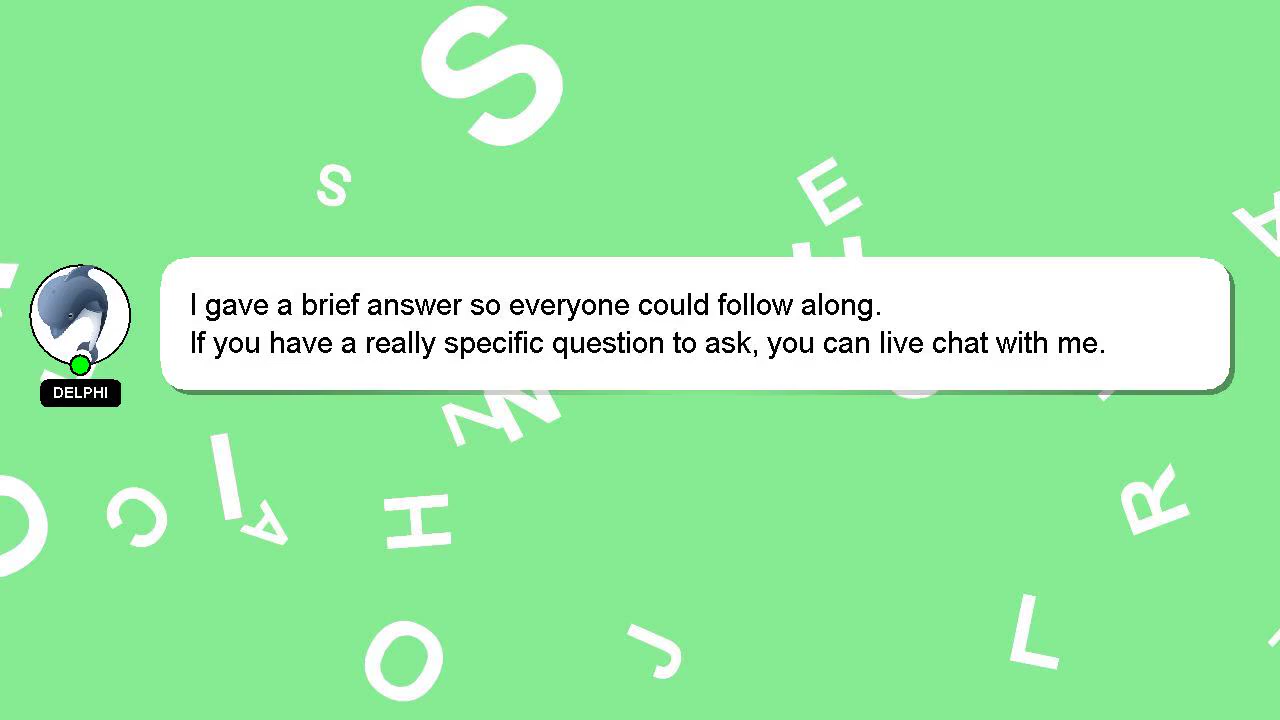 I gave a brief answer so everyone could follow along.
If you have a really specific question to ask, you can live chat with me.
DELPHI
S
S
E
A
N
I
C
A
H
R
O
J
L